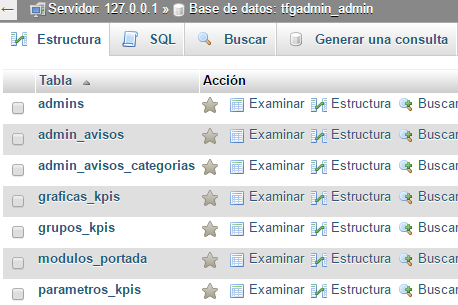 ← Servidor: 127.0.0.1 » Base de datos: tfgadmin_admin
Estructura SQL Buscar Generar una consulta
Tabla Acción
admins Examinar Estructura Buscar
admin_avisos Examinar Estructura Buscar
admin_avisos_categorias Examinar Estructura Buscar
graficas_kpis Examinar Estructura Buscar
grupos_kpis Examinar Estructura Buscar
modulos_portada Examinar Estructura Buscar
parametros_kpis Examinar Estructura Buscar